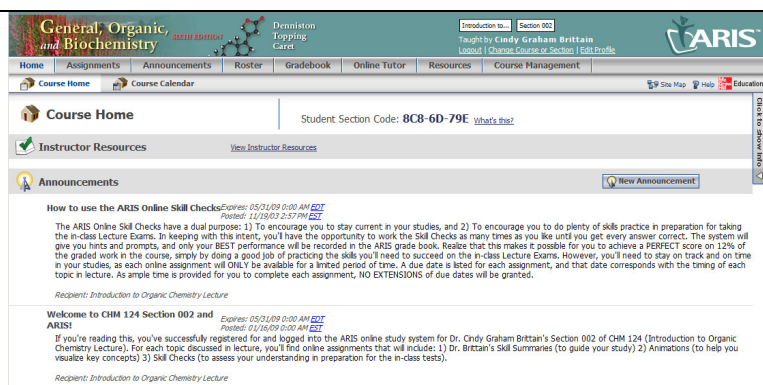 General, Organic, SIXTH EDITION
and Biochemistry
Denniston
Topping
Caret
Introduction to... Section 002
Taught by Cindy Graham Brittain
Logout | Change Course or Section | Edit Profile
ARIS
Home Assignments Announcements Roster Gradebook Online Tutor Resources Course Management
Course Home Course Calendar Site Map Help Education
Click to show Info
Course Home
Student Section Code: 8C8-6D-79E What's this?
Instructor Resources View Instructor Resources
Announcements New Announcement
How to use the ARIS Online Skill Checks Expires: 05/31/09 0:00 AM EDT
Posted: 11/19/03 2:57 PM EST
The ARIS Online Skill Checks have a dual purpose: 1) To encourage you to stay current in your studies, and 2) To encourage you to do plenty of skills practice in preparation for taking
the in-class Lecture Exams. In keeping with this intent, you'll have the opportunity to work the Skill Checks as many times as you like until you get every answer correct. The system will
give you hints and prompts, and only your BEST performance will be recorded in the ARIS grade book. Realize that this makes it possible for you to achieve a PERFECT score on 12% of
the graded work in the course, simply by doing a good job of practicing the skills you'll need to succeed on the in-class Lecture Exams. However, you'll need to stay on track and on time
in your studies, as each online assignment will ONLY be available for a limited period of time. A due date is listed for each assignment, and that date corresponds with the timing of each
topic in lecture. As ample time is provided for you to complete each assignment, NO EXTENSIONS of due dates will be granted.
Recipient: Introduction to Organic Chemistry Lecture
Welcome to CHM 124 Section 002 and
ARIS!
Expires: 05/31/09 0:00 AM EDT
Posted: 01/16/09 0:00 AM EST
If you're reading this, you've successfully registered for and logged into the ARIS online study system for Dr. Cindy Graham Brittain's Section 002 of CHM 124 (Introduction to Organic
Chemistry Lecture). For each topic discussed in lecture, you'll find online assignments that will include: 1) Dr. Brittain's Skill Summaries (to guide your study) 2) Animations (to help you
visualize key concepts) 3) Skill Checks (to assess your understanding in preparation for the in-class tests).
Recipient: Introduction to Organic Chemistry Lecture